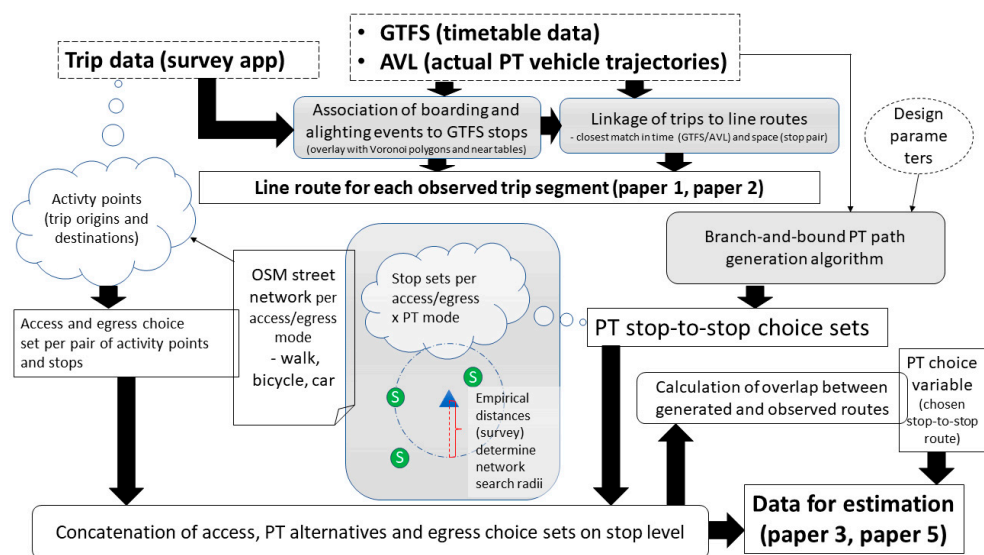 • GTFS (timetable data)
• AVL (actual PT vehicle trajectories)
Trip data (survey app)
Association of boarding and
alighting events to GTFS stops
(overlay with Voronoi polygons and near tables)
Linkage of trips to line routes
- closest match in time (GTFS/AVL) and space (stop pair)
Design parame
ters
Line route for each observed trip segment (paper 1, paper 2)
Activty points
(trip origins and
destinations)
Branch-and-bound PT path
generation algorithm
OSM street
network per
access/egress
mode
- walk,
bicycle, car
Stop sets per
access/egress
x PT mode
Access and egress choice
set per pair of activity points
and stops
PT stop-to-stop choice sets
S
S
S
Empirical
distances
(survey)
determine
network
search radii
Calculation of overlap between
generated and observed routes
PT choice
variable
(chosen
stop-to-stop
route)
Concatenation of access, PT alternatives and egress choice sets on stop level
Data for estimation
(paper 3, paper 5)